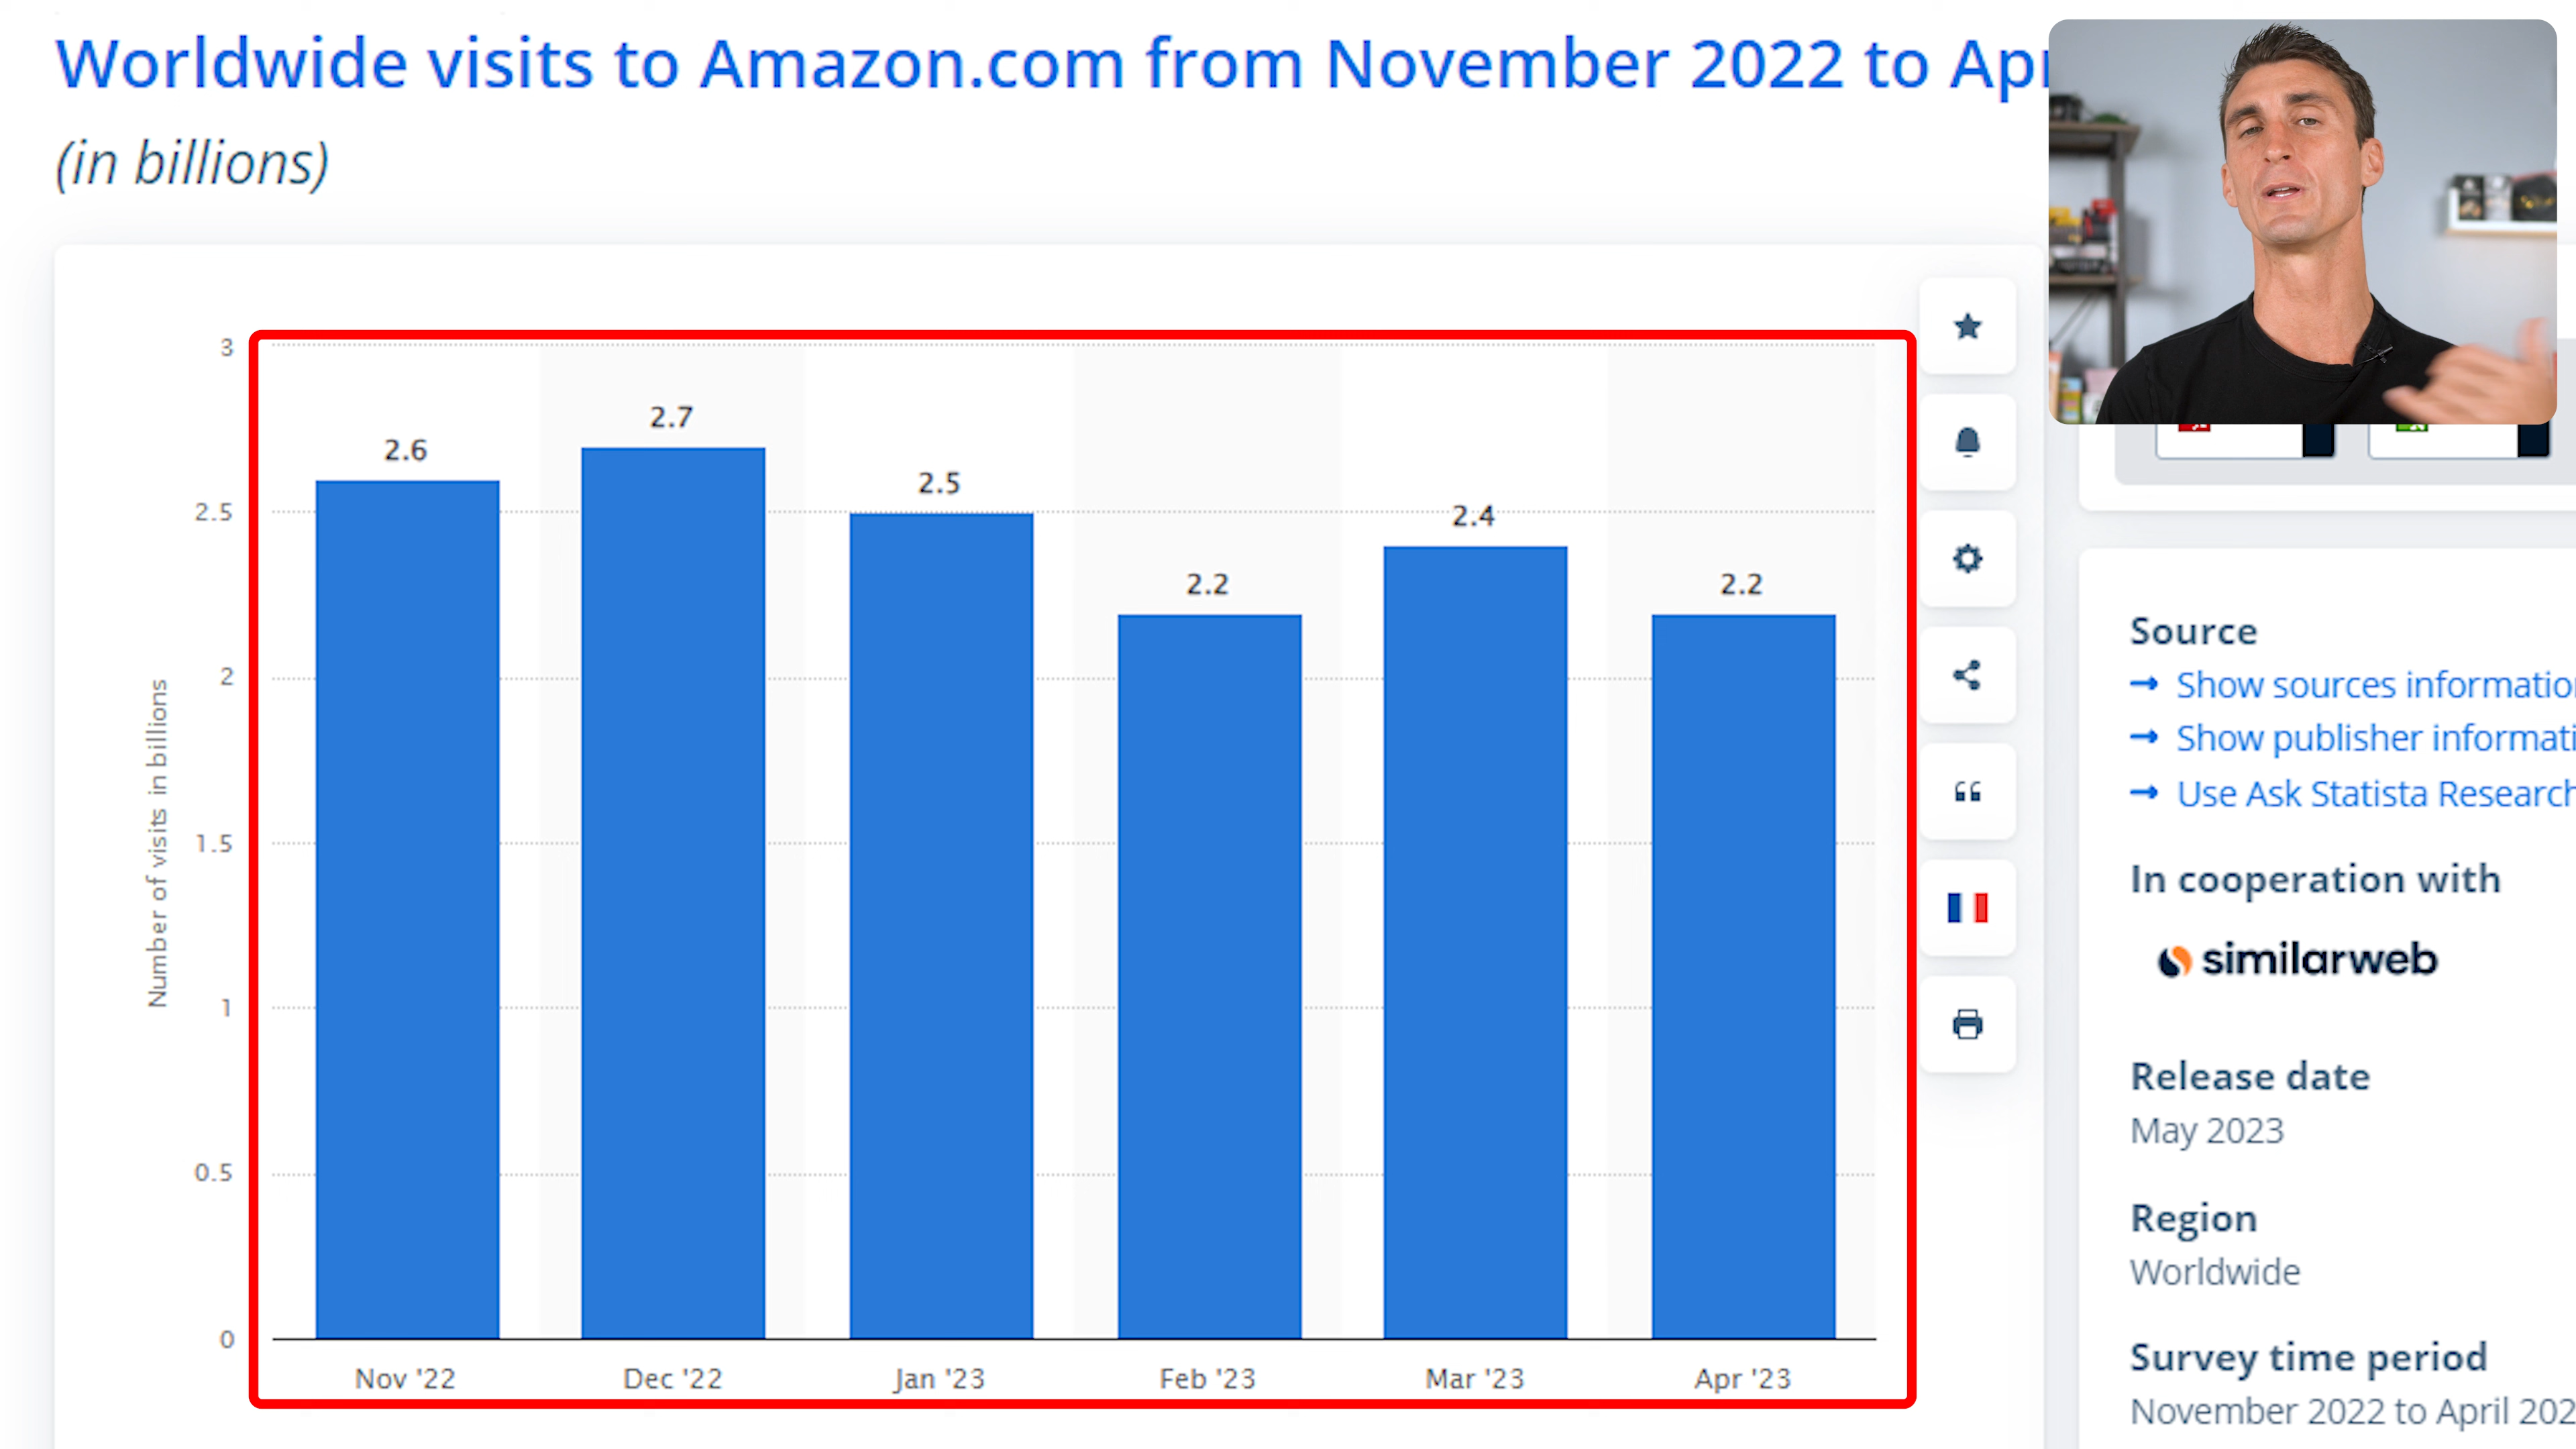 Worldwide visits to Amazon.com from November 2022 to
(in billions)
3
2.5
2
1.5
1
0.5
0
Number of visits in billions
2.6
2.7
2.5
2.2
2.4
2.2
Nov '22
Dec '22
Jan '23
Feb '23
Mar '23
Apr '23
Source
→ Show sources
→ Show publisher
→ Use Ask Statista Research
In cooperation with
similarweb
Release date
May 2023
Region
Worldwide
Survey time period
November 2022 to April